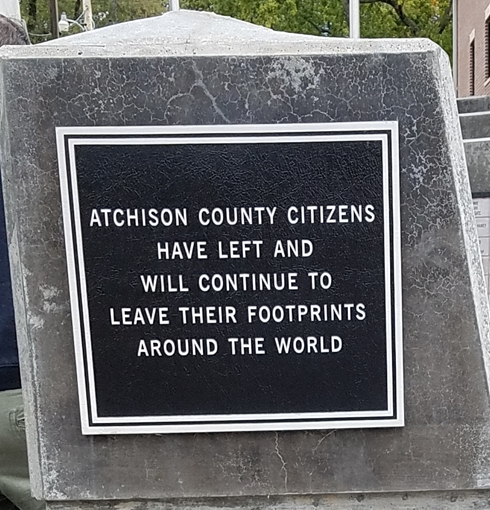 ATCHISON COUNTY CITIZENS
HAVE LEFT AND
WILL CONTINUE TO
LEAVE THEIR FOOTPRINTS
AROUND THE WORLD